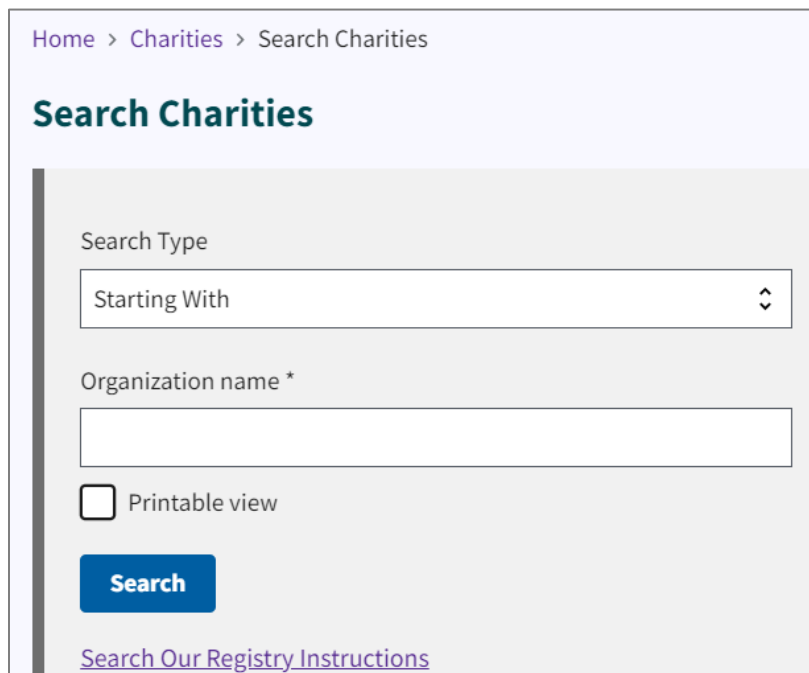 Home > Charities > Search Charities
Search Charities
Search Type
Starting With
Organization name *
Printable view
Search
Search Our Registry Instructions